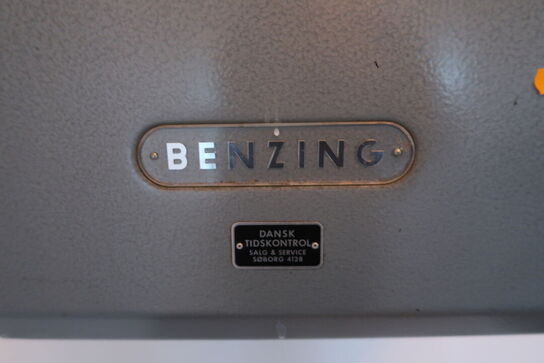 BENZING
DANSK
TIDSKONTROL
SALG & SERVICE
SØBORG 4128